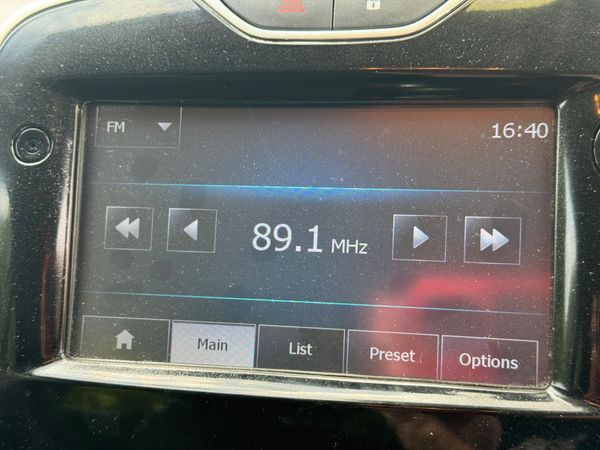 FM
16:40
89.1 MHz
Main
List
Preset
Options